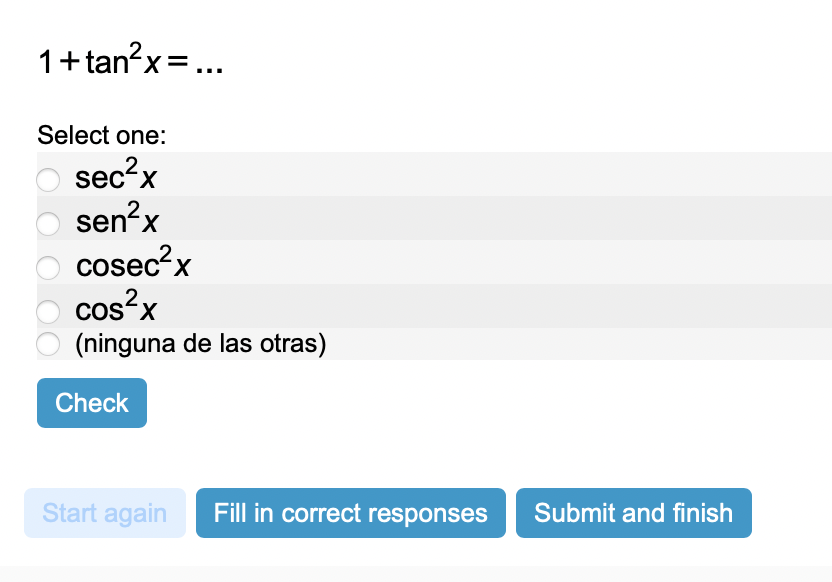 1+tan²x=...
Select one:
sec²x
sen²x
cosec²x
cos²x
(ninguna de las otras)
Check
Start again Fill in correct responses Submit and finish